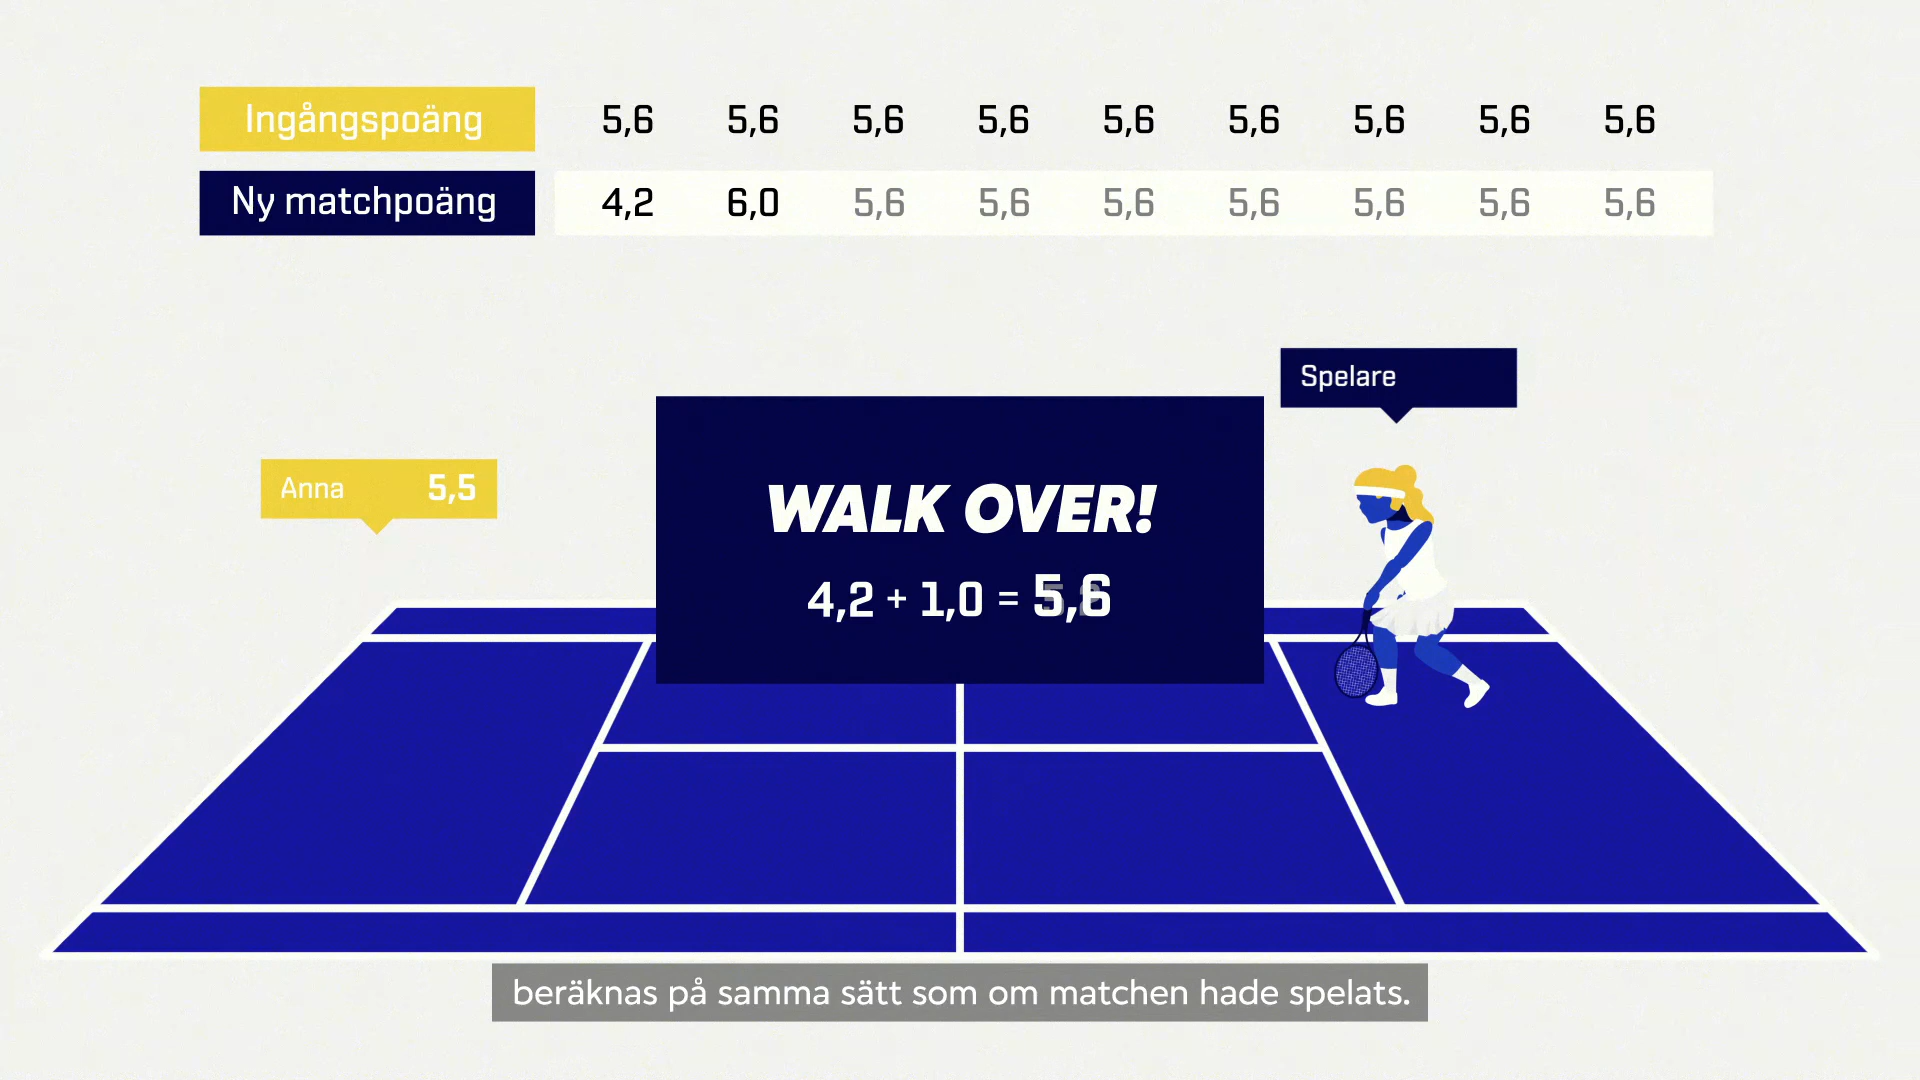 Ingångspoäng 5,6 5,6 5,6 5,6 5,6 5,6 5,6 5,6 5,6
Ny matchpoäng 4,2 6,0 5,6 5,6 5,6 5,6 5,6 5,6 5,6
Spelare
Anna 5,5
WALK OVER!
4,2 + 1,0 = 5,6
beräknas på samma sätt som om matchen hade spelats.